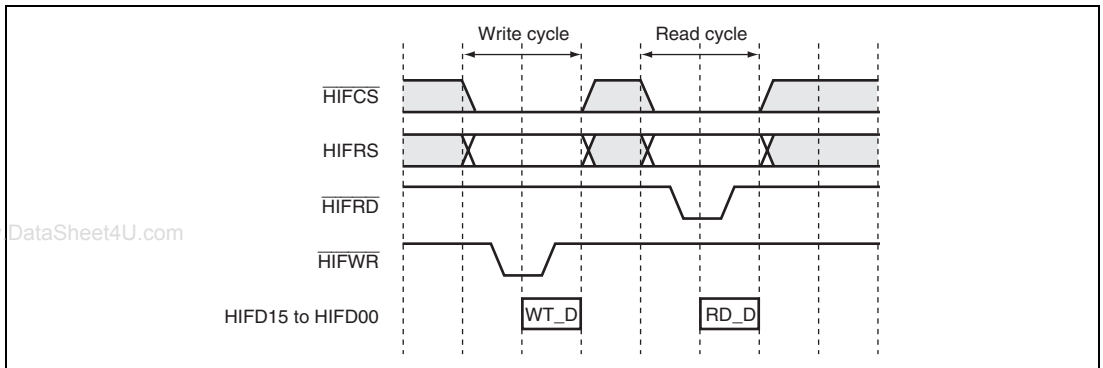 Write cycle Read cycle
HIFCS
HIFRS
HIFRD
.DataSheet4U.com
HIFWR
HIFD15 to HIFD00 WT_D RD_D